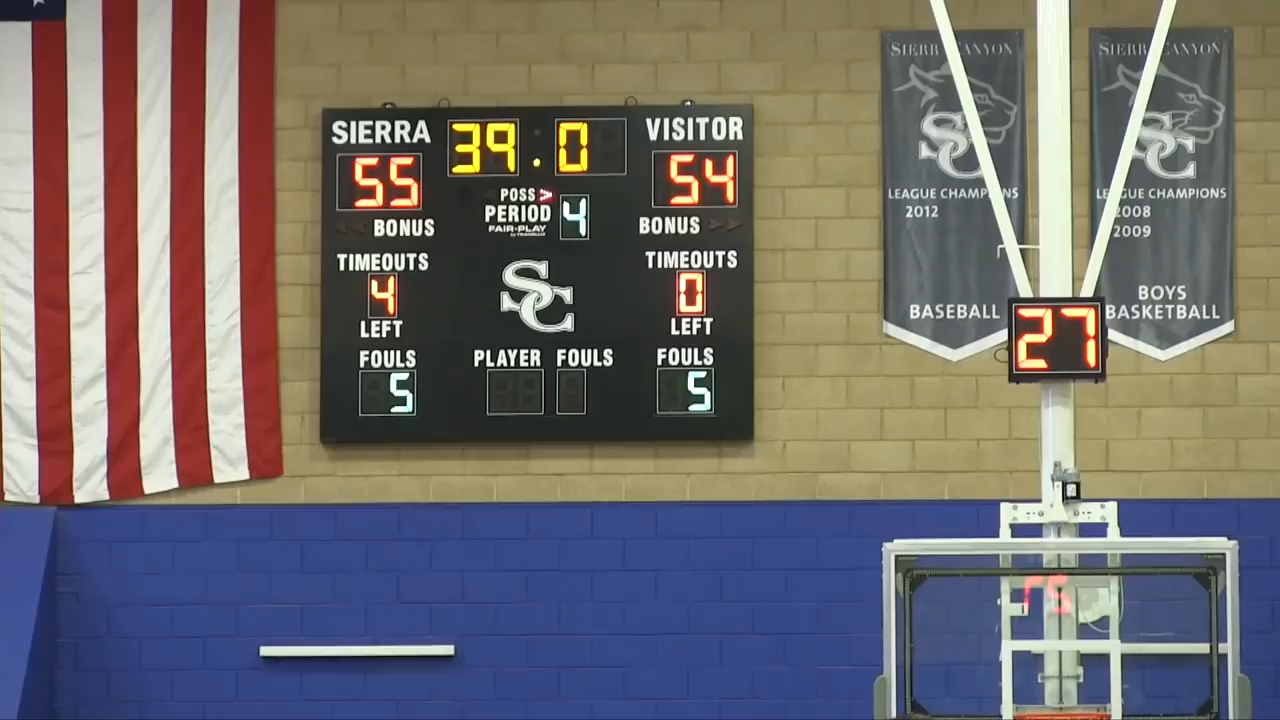 SIERRA
39.0
VISITOR
55
54
POSS
PERIOD 4
FAIR-PLAY
BONUS
BONUS
TIMEOUTS
4
LEFT
TIMEOUTS
0
LEFT
SC
FOULS
5
PLAYER FOULS
FOULS
5
SIERRA CANYON
SC
LEAGUE CHAMPIONS
2012
BASEBALL
SIERRA CANYON
SC
LEAGUE CHAMPIONS
2008
2009
BOYS
BASKETBALL
27